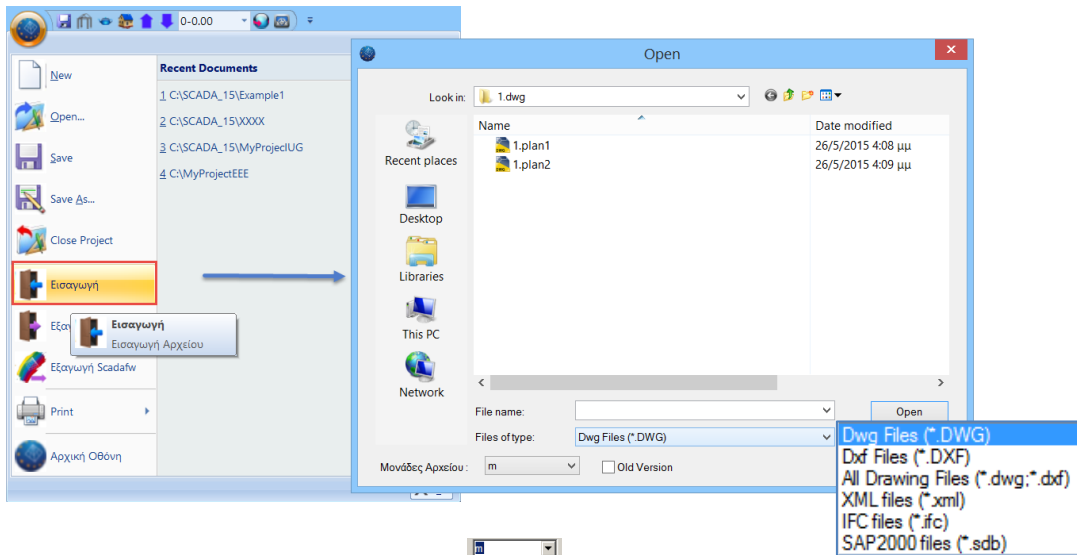 0-0.00
New
Open...
Save
Save As...
Close Project
Εισαγωγή
Εξαγ
Εξαγωγή Scadafw
Print
Αρχική Οθόνη
Recent Documents
1 C:\SCADA_15\Example1
2 C:\SCADA_15\XXXX
3 C:\SCADA_15\MyProjecIUG
4 C:\MyProjectEEE
Εισαγωγή
Εισαγωγή Αρχείου
Open
Look in:
1.dwg
Recent places
Desktop
Libraries
This PC
Network
Name Date modified
1.plan1 26/5/2015 4:08 μμ
1.plan2 26/5/2015 4:09 μμ
File name:
Open
Files of type: Dwg Files (*.DWG)
Μονάδες Αρχείου : m Old Version
Dwg Files (*.DWG)
Dxf Files (*.DXF)
All Drawing Files (*.dwg;*.dxf)
XML files (*.xml)
IFC files (*.ifc)
SAP2000 files (*.sdb)
m